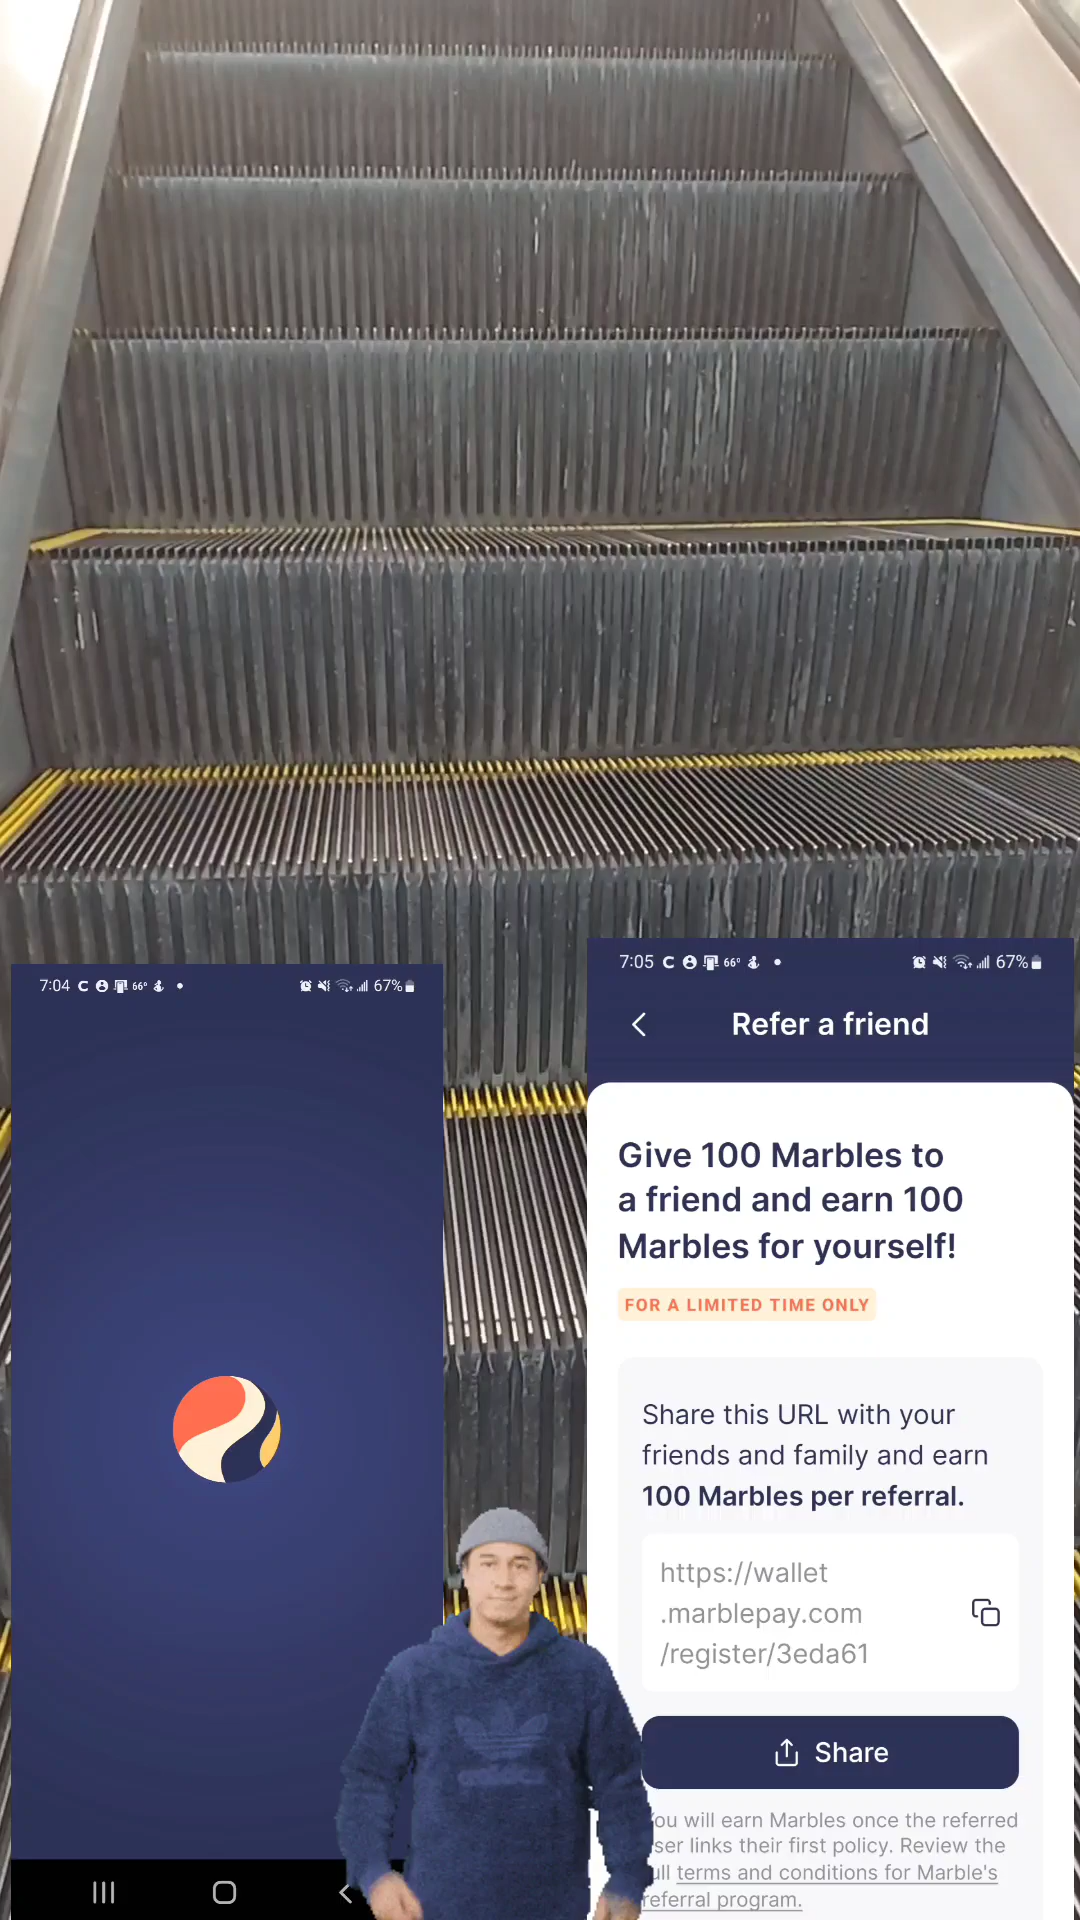 7:04
66°
67%
7:05
66°
67%
Refer a friend
Give 100 Marbles to
a friend and earn 100
Marbles for yourself!
FOR A LIMITED TIME ONLY
Share this URL with your
friends and family and earn
100 Marbles per referral.
https://wallet
.marblepay.com
/register/3eda61
Share
ou will earn Marbles once the referred
ser links their first policy. Review the
ull terms and conditions for Marble's
referral program.